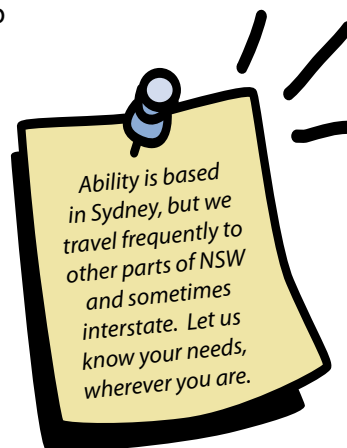 Ability is based
in Sydney, but we
travel frequently to
other parts of NSW
and sometimes
interstate.  Let us
know your needs,
wherever you are.